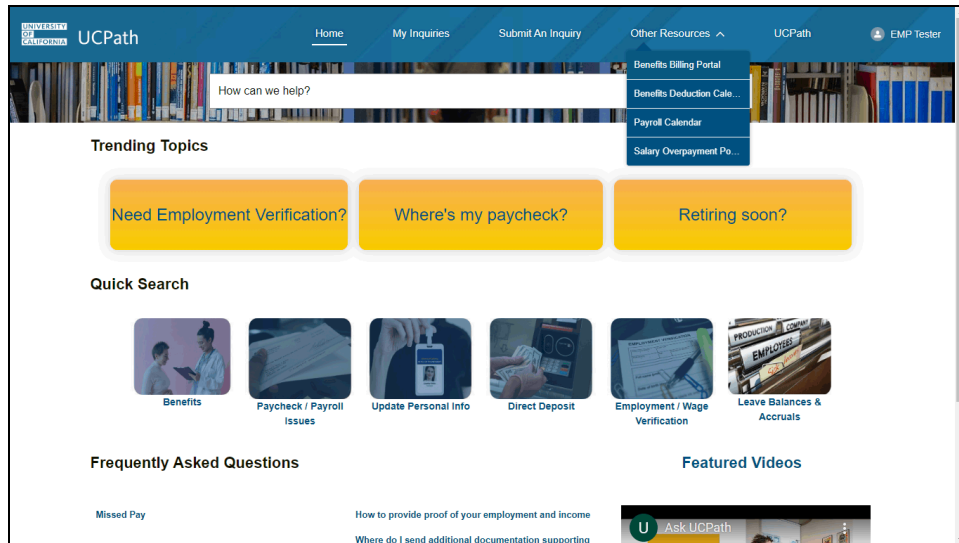 UNIVERSITY
OF
CALIFORNIA
UCPath
Home
My Inquiries
Submit An Inquiry
Other Resources
UCPath
EMP Tester
Benefits Billing Portal
Benefits Deduction Cale...
Payroll Calendar
Salary Overpayment Po...
How can we help?
Trending Topics
Need Employment Verification?
Where's my paycheck?
Retiring soon?
Quick Search
PRODUCTION
COMPANY
EMPLOYEES
Benefits
Paycheck / Payroll
Issues
Update Personal Info
Direct Deposit
Employment / Wage
Verification
Leave Balances &
Accruals
Frequently Asked Questions
Featured Videos
Missed Pay
How to provide proof of your employment and income
Where do I send additional documentation supporting
U
Ask UCPath